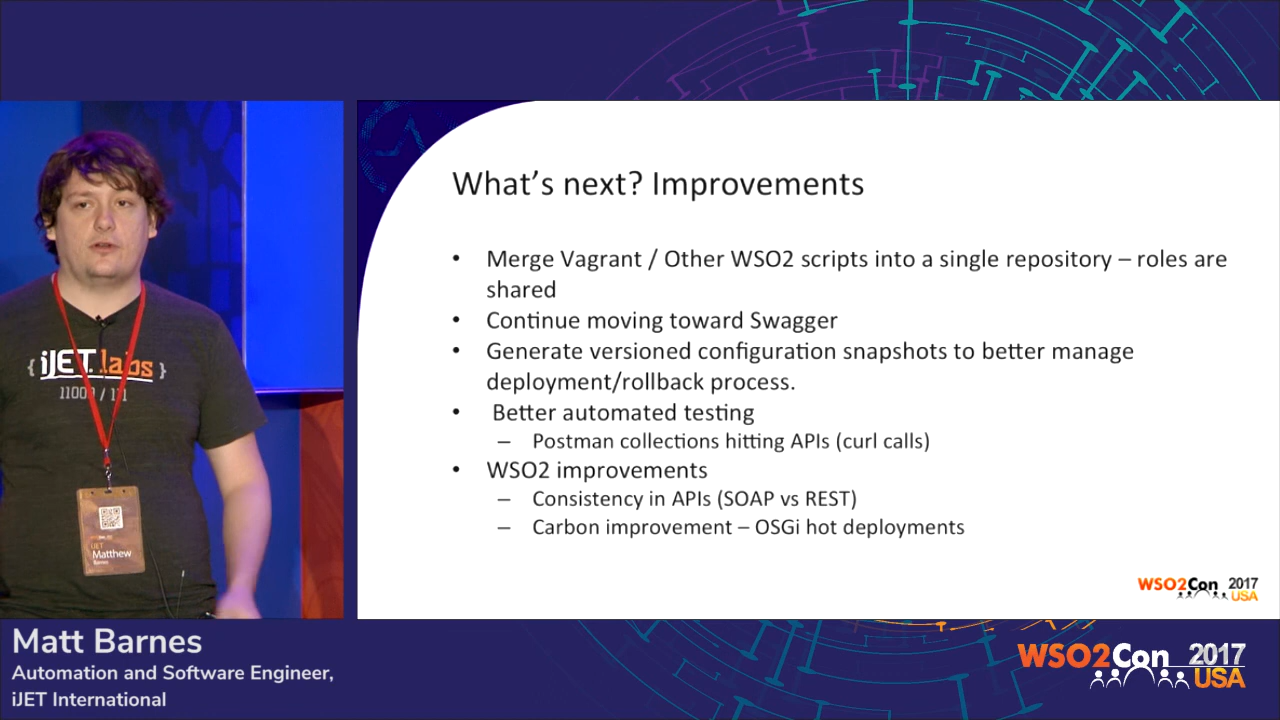 What's next? Improvements
• Merge Vagrant / Other WSO2 scripts into a single repository – roles are
shared
• Continue moving toward Swagger
• Generate versioned configuration snapshots to better manage
deployment/rollback process.
• Better automated testing
– Postman collections hitting APIs (curl calls)
• WSO2 improvements
– Consistency in APIs (SOAP vs REST)
– Carbon improvement – OSGi hot deployments
WSO2Con 2017
USA
{ iJET.labs }
iJET
Matthew
Barnes
Matt Barnes
Automation and Software Engineer,
iJET International
WSO2Con 2017
USA